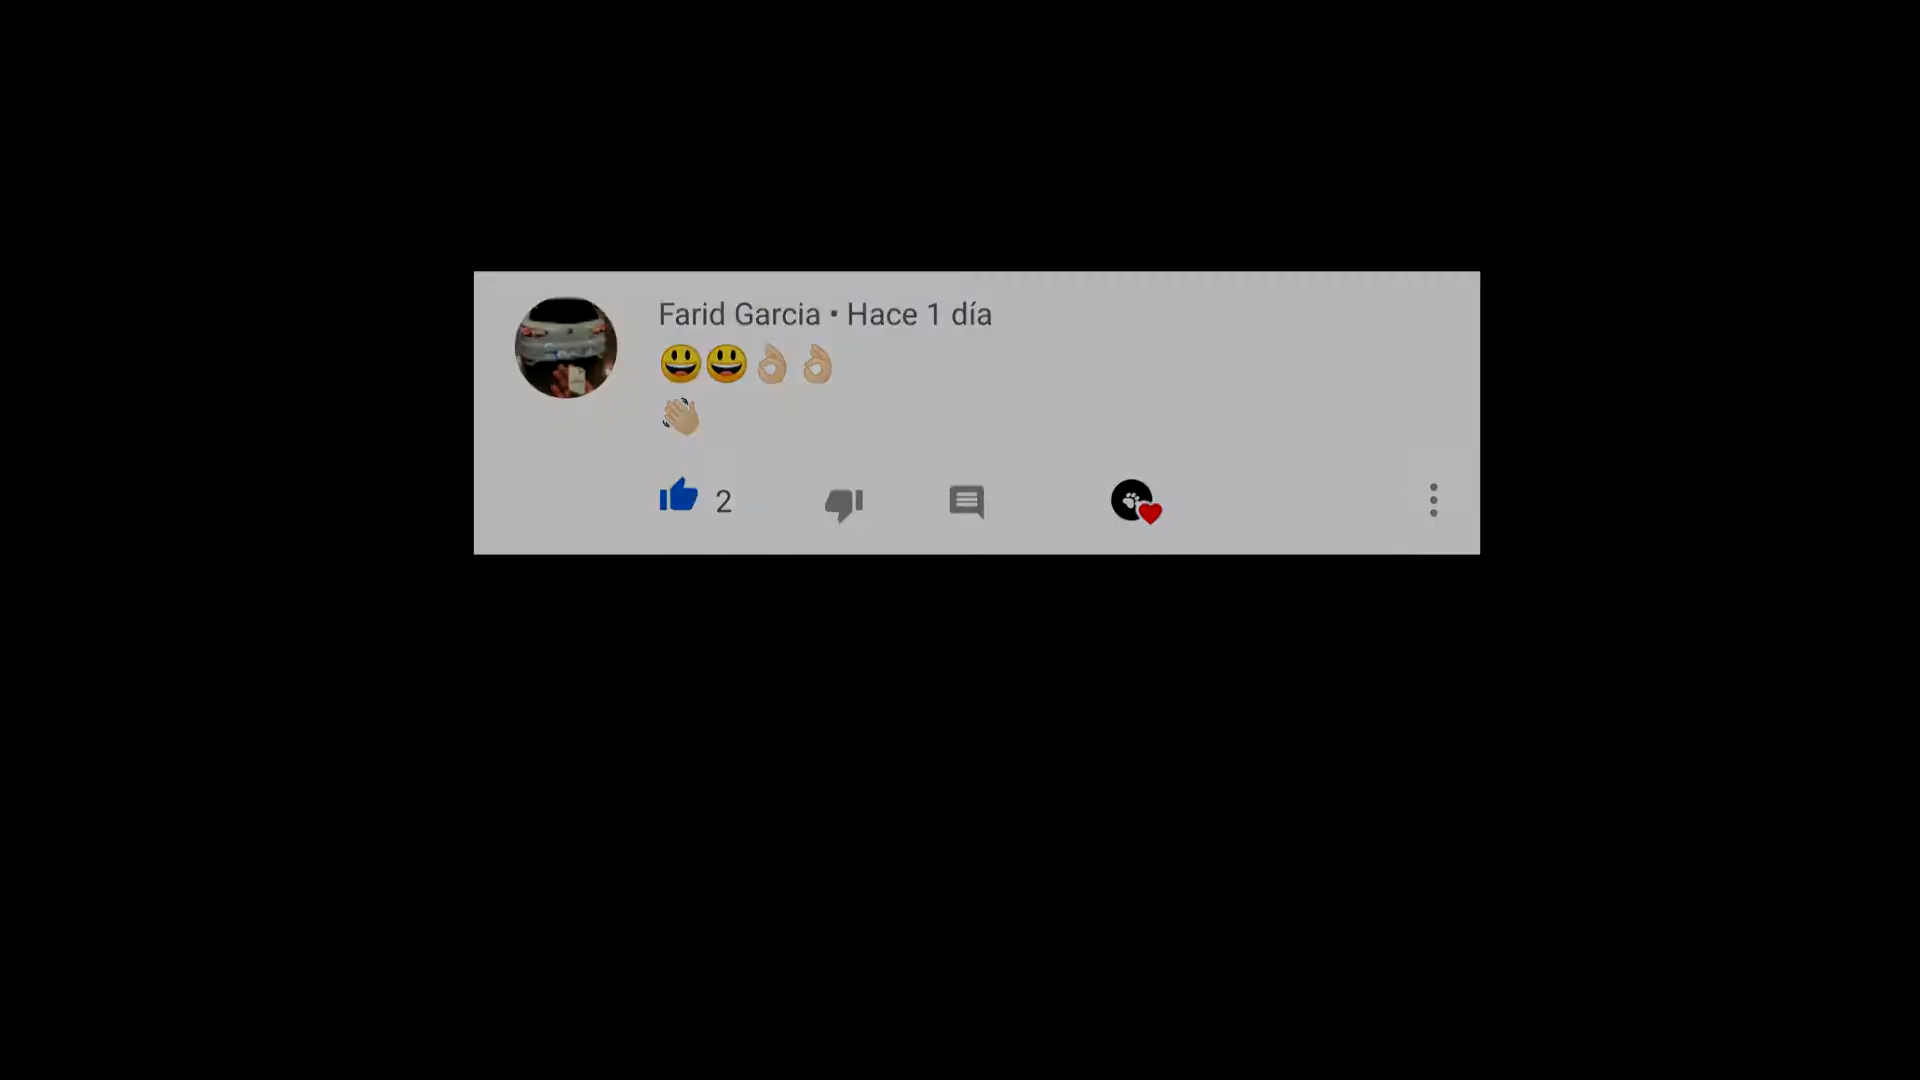 Farid Garcia • Hace 1 día
😃😃👌🏼👌🏼
👋🏼
2